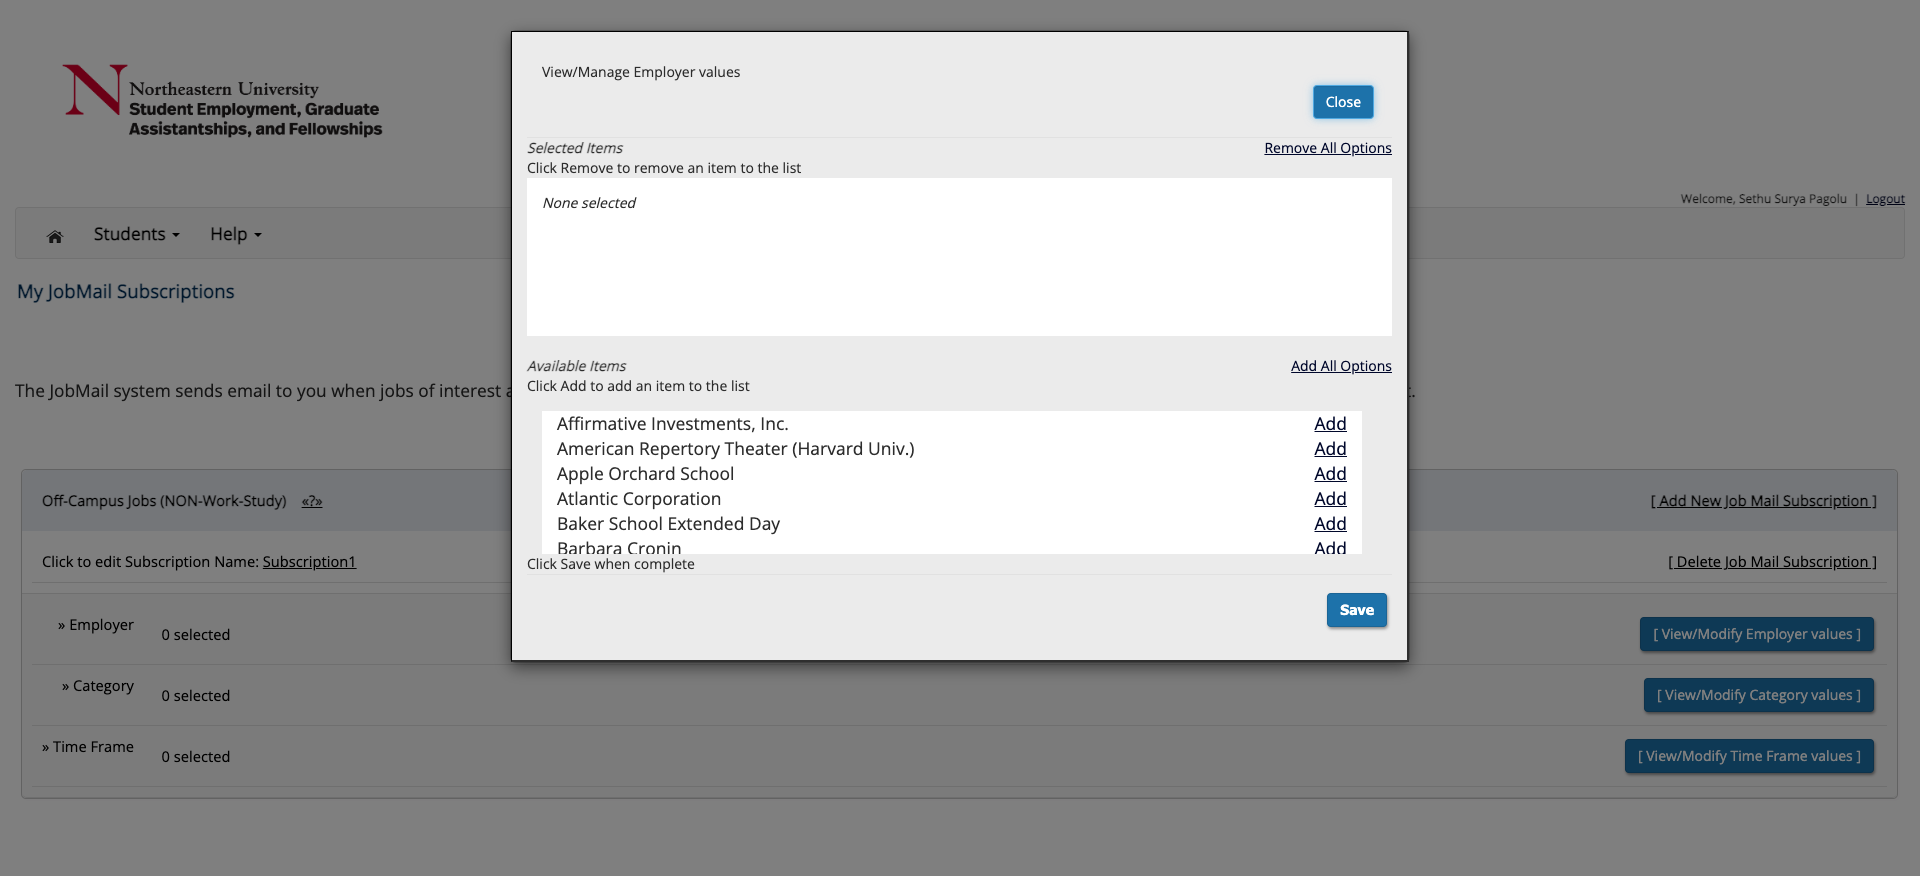 Northeastern University
Student Employment, Graduate
Assistantships, and Fellowships
Welcome, Sethu Surya Pagolu | Logout
Students
Help
My JobMail Subscriptions
The JobMail system sends email to you when jobs of interest
Off-Campus Jobs (NON-Work-Study) «?»
[ Add New Job Mail Subscription ]
Click to edit Subscription Name: Subscription1
[ Delete Job Mail Subscription ]
» Employer
0 selected
[ View/Modify Employer values ]
» Category
0 selected
[ View/Modify Category values ]
» Time Frame
0 selected
[ View/Modify Time Frame values ]
View/Manage Employer values
Close
Selected Items
Remove All Options
Click Remove to remove an item to the list
None selected
Available Items
Add All Options
Click Add to add an item to the list
Affirmative Investments, Inc. Add
American Repertory Theater (Harvard Univ.) Add
Apple Orchard School Add
Atlantic Corporation Add
Baker School Extended Day Add
Barbara Cronin Add
Click Save when complete
Save